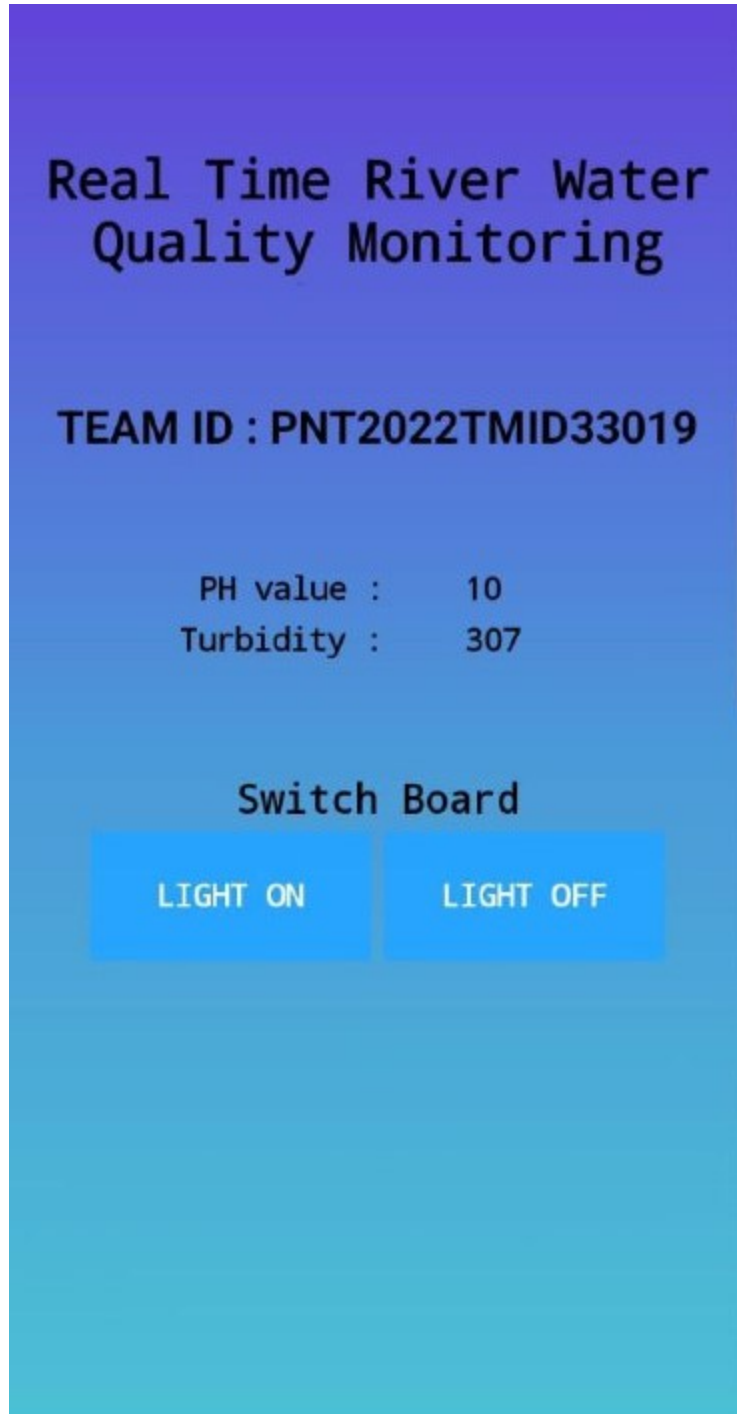 Real Time River Water
Quality Monitoring
TEAM ID : PNT2022TMID33019
PH value : 10
Turbidity : 307
Switch Board
LIGHT ON LIGHT OFF